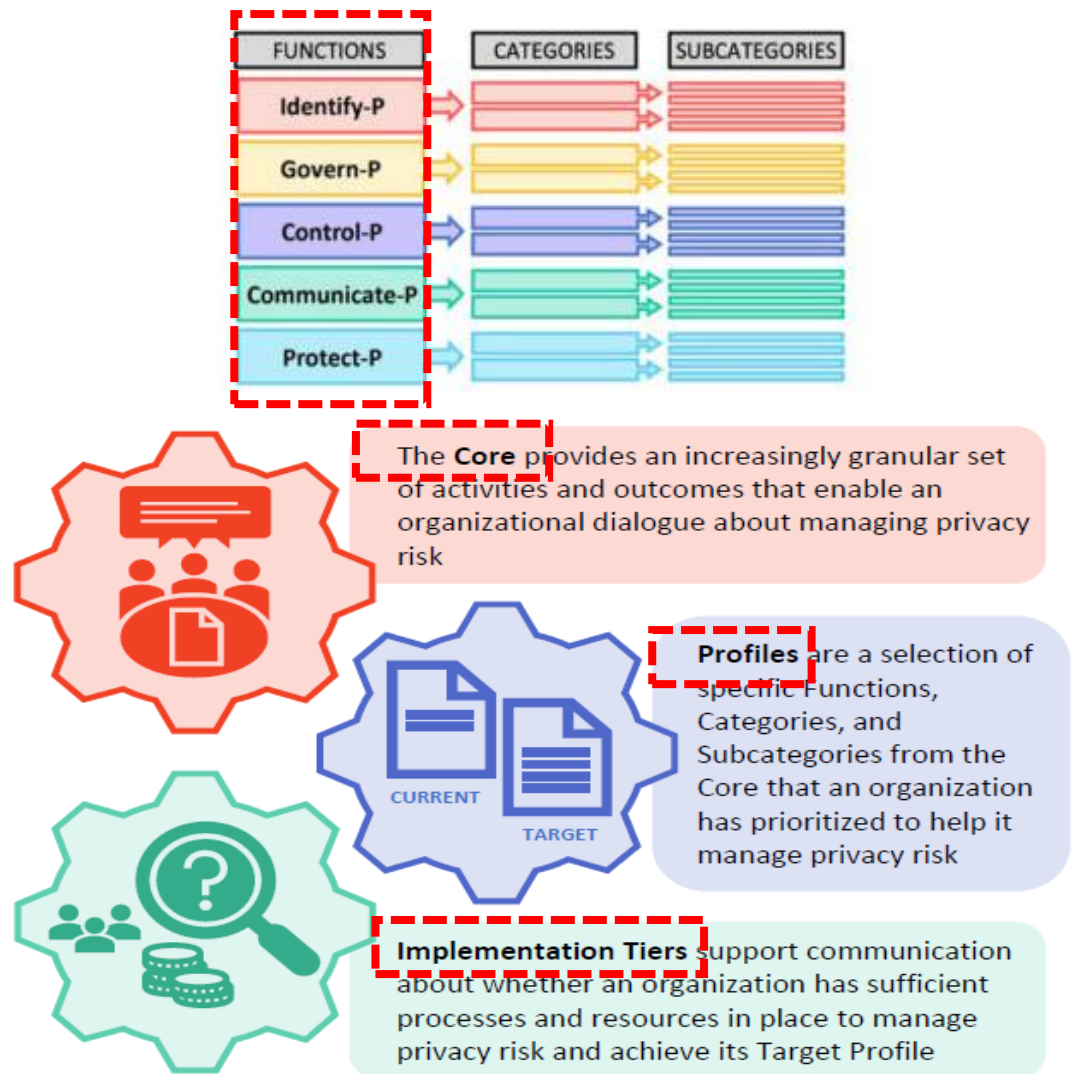 FUNCTIONS
CATEGORIES
SUBCATEGORIES
Identify-P
Govern-P
Control-P
Communicate-P
Protect-P
The Core provides an increasingly granular set
of activities and outcomes that enable an
organizational dialogue about managing privacy
risk
Profiles are a selection of
specific Functions,
Categories, and
Subcategories from the
Core that an organization
has prioritized to help it
manage privacy risk
CURRENT
TARGET
?
Implementation Tiers support communication
about whether an organization has sufficient
processes and resources in place to manage
privacy risk and achieve its Target Profile